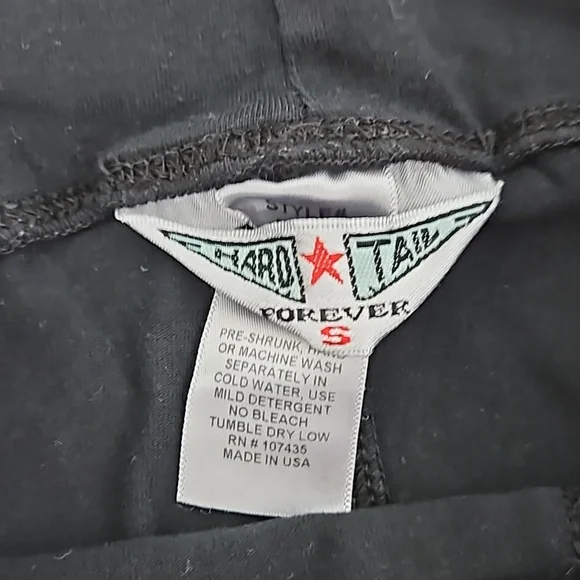 STYLE#
HARD TAIL
FOREVER
S
PRE-SHRUNK, HAND
OR MACHINE WASH
SEPARATELY IN
COLD WATER, USE
MILD DETERGENT
NO BLEACH
TUMBLE DRY LOW
RN # 107435
MADE IN USA